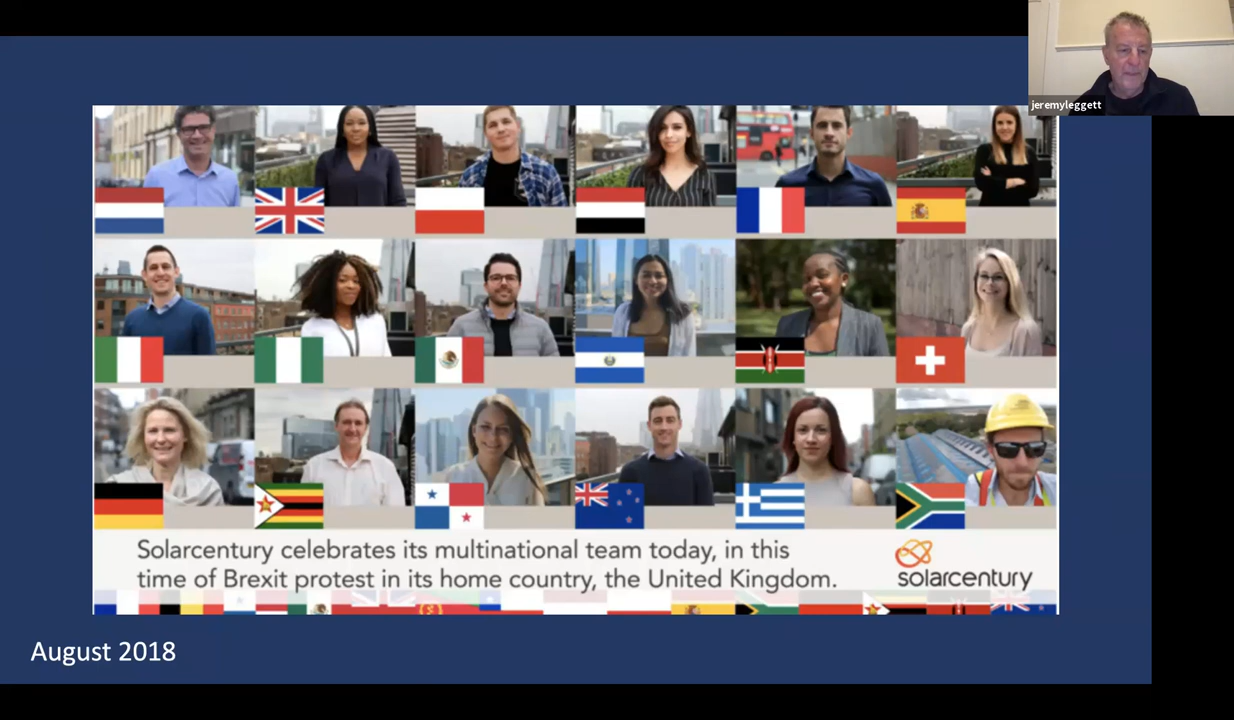 jeremyleggett
Solarcentury celebrates its multinational team today, in this
time of Brexit protest in its home country, the United Kingdom.
solarcentury
August 2018